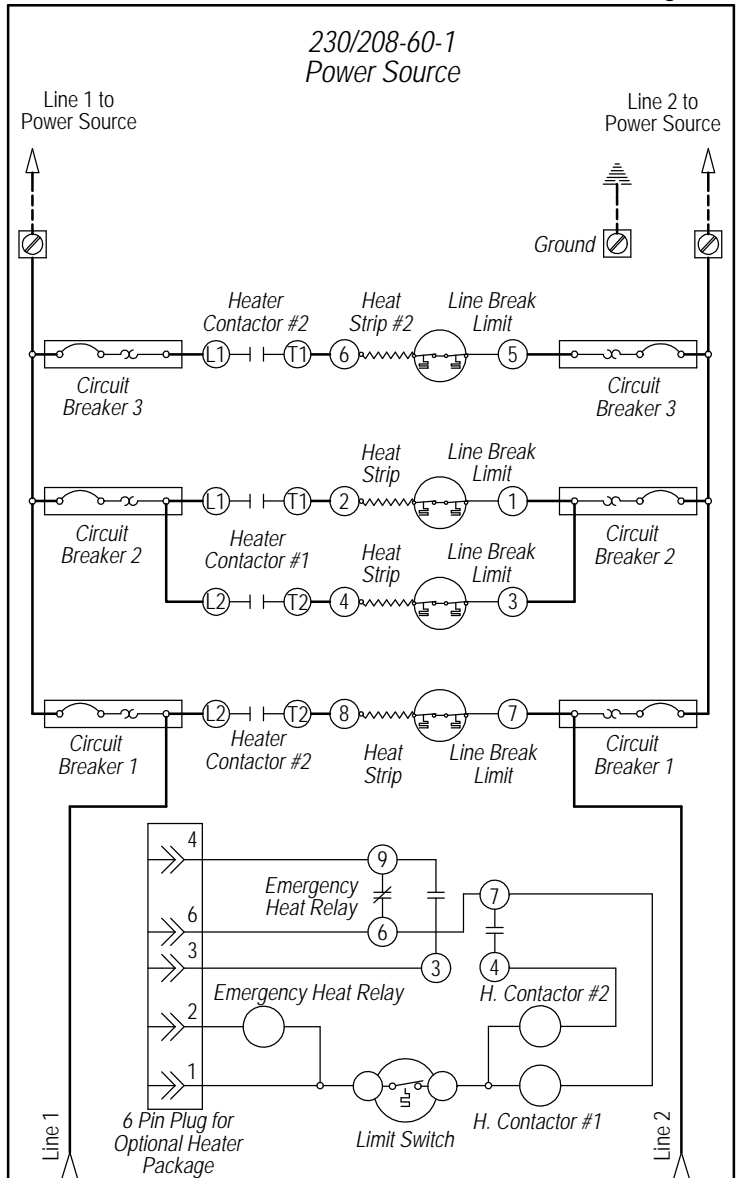 230/208-60-1
Power Source
Line 1 to
Power Source
Line 2 to
Power Source
Ground
Heater
Contactor #2
Heat
Strip #2
Line Break
Limit
L1
T1
6
5
Circuit
Breaker 3
Circuit
Breaker 3
Heat
Strip
Line Break
Limit
L1
T1
2
1
Circuit
Breaker 2
Heater
Contactor #1
Heat
Strip
Line Break
Limit
Circuit
Breaker 2
L2
T2
4
3
L2
T2
8
7
Circuit
Breaker 1
Heater
Contactor #2
Heat
Strip
Line Break
Limit
Circuit
Breaker 1
4
9
Emergency
Heat Relay
7
6
6
3
3
4
Emergency Heat Relay
H. Contactor #2
2
1
Limit Switch
H. Contactor #1
6 Pin Plug for
Optional Heater
Package
Line 1
Line 2